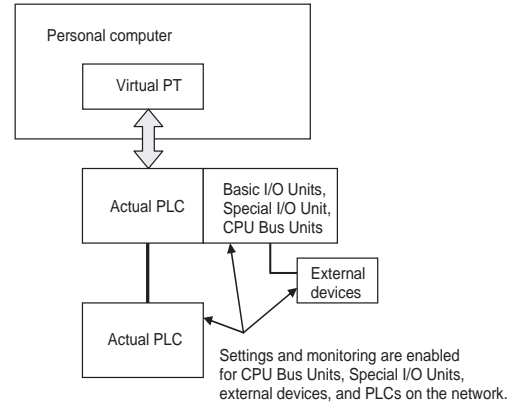 Personal computer
Virtual PT
Actual PLC
Basic I/O Units,
Special I/O Unit,
CPU Bus Units
External
devices
Actual PLC
Settings and monitoring are enabled
for CPU Bus Units, Special I/O Units,
external devices, and PLCs on the network.